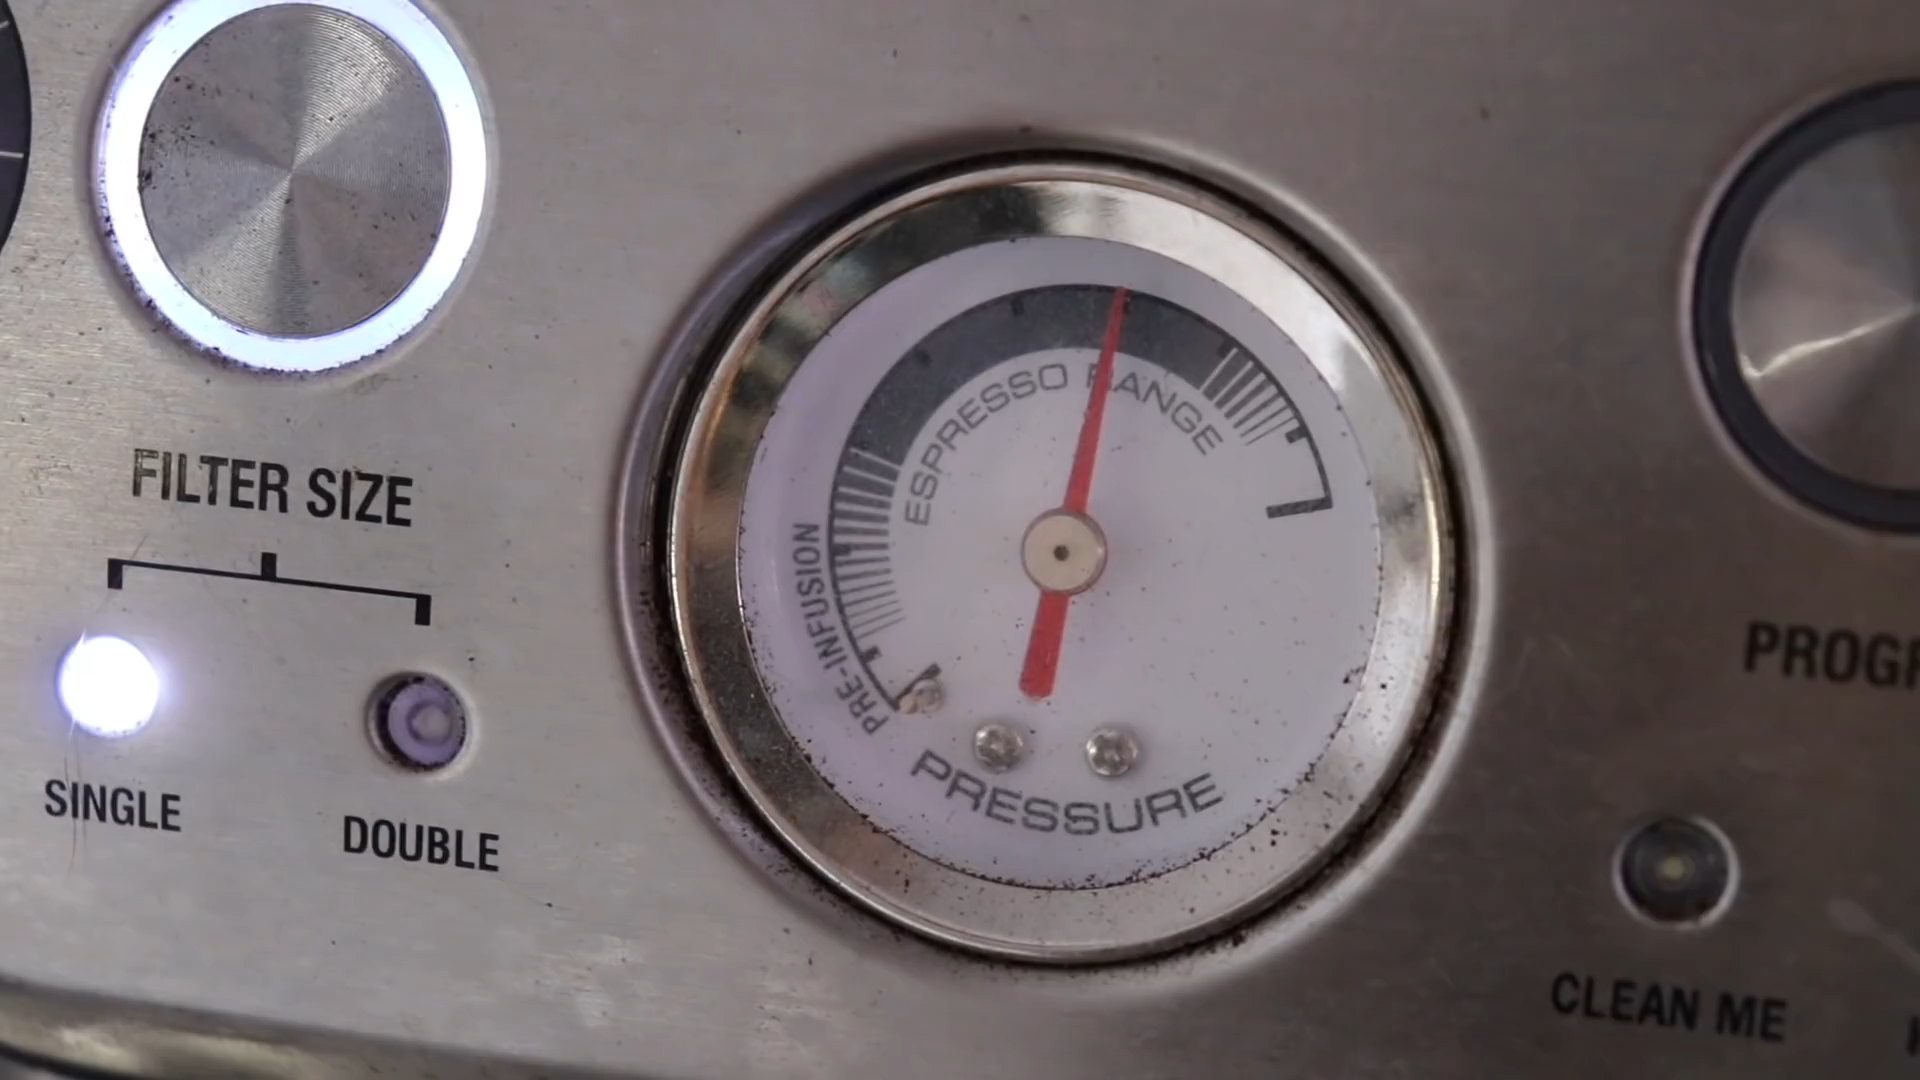 FILTER SIZE
SINGLE
DOUBLE
ESPRESSO RANGE
PRE-INFUSION
PRESSURE
CLEAN ME